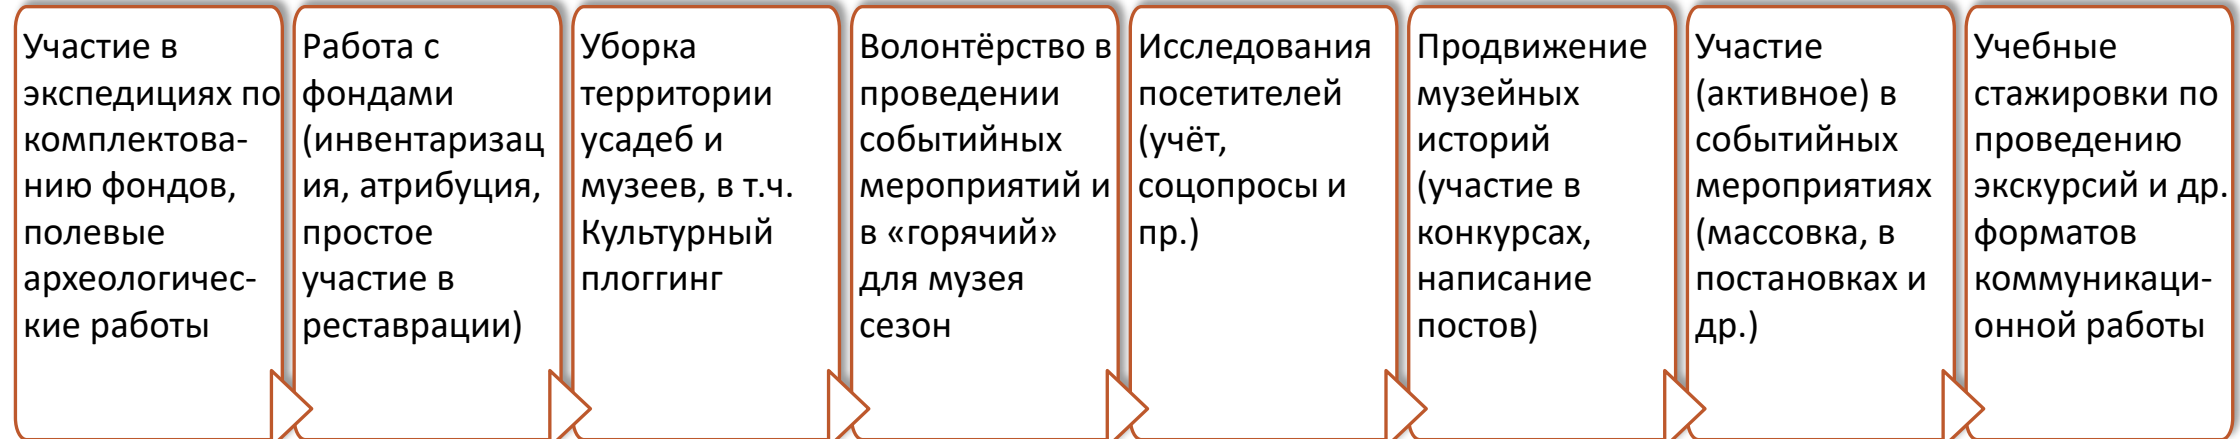 Участие в
экспедициях по
комплектова-
нию фондов,
полевые
археологичес-
кие работы
Работа с
фондами
(инвентаризац
ия, атрибуция,
простое
участие в
реставрации)
Уборка
территории
усадеб и
музеев, в т.ч.
Культурный
плоггинг
Волонтёрство в
проведении
событийных
мероприятий и
в «горячий»
для музея
сезон
Исследования
посетителей
(учёт,
соцопросы и
пр.)
Продвижение
музейных
историй
(участие в
конкурсах,
написание
постов)
Участие
(активное) в
событийных
мероприятиях
(массовка, в
постановках и
др.)
Учебные
стажировки по
проведению
экскурсий и др.
форматов
коммуникаци-
онной работы